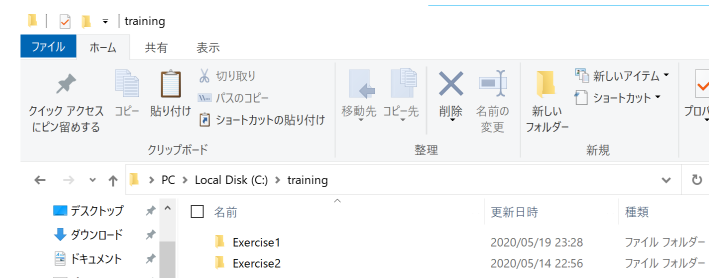 training
ファイル ホーム 共有 表示
クイック アクセスにピン留めする
コピー
貼り付け
切り取り
パスのコピー
ショートカットの貼り付け
クリップボード
移動先
コピー先
削除
名前の変更
整理
新しいフォルダー
新しいアイテム
ショートカット
新規
PC > Local Disk (C:) > training
デスクトップ
ダウンロード
ドキュメント
名前 更新日時 種類
Exercise1 2020/05/19 23:28 ファイル フォルダー
Exercise2 2020/05/14 22:56 ファイル フォルダー